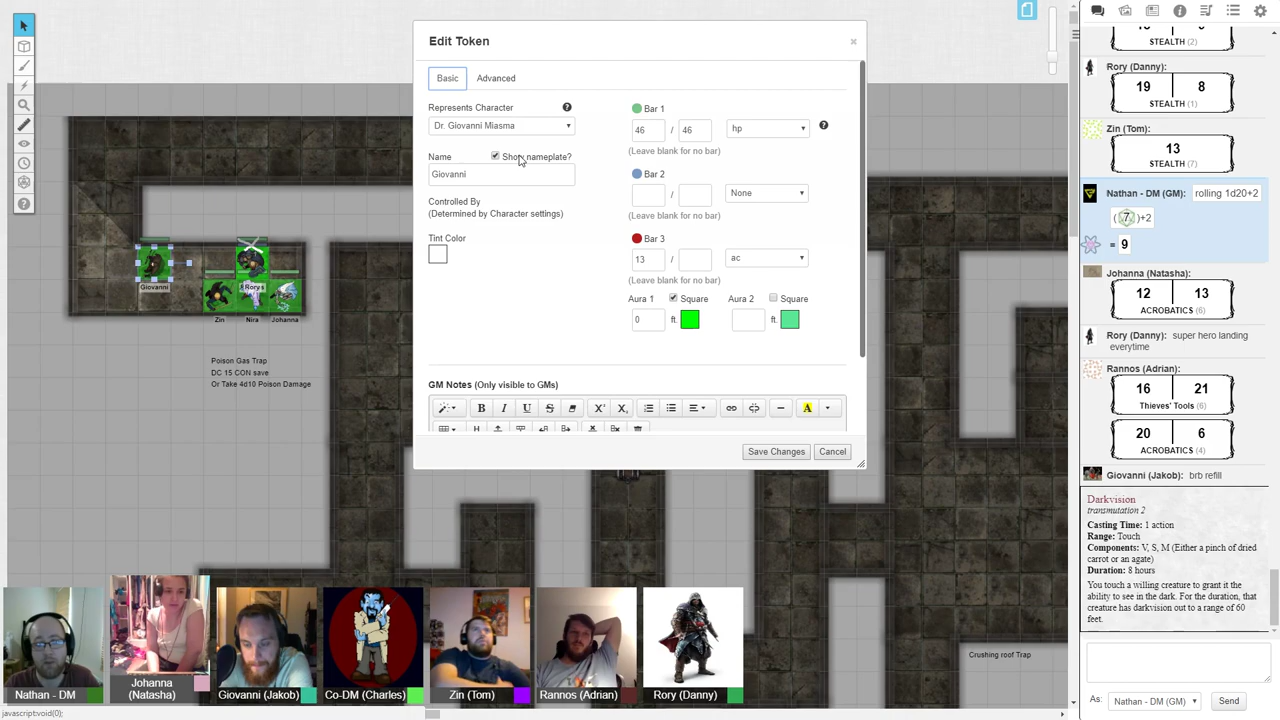 Edit Token
×
Basic
Advanced
Represents Character
Dr. Giovanni Miasma
Name
Show nameplate?
Giovanni
Controlled By
(Determined by Character settings)
Tint Color
Bar 1
46 / 46
hp
(Leave blank for no bar)
Bar 2
/
None
(Leave blank for no bar)
Bar 3
13 /
ac
(Leave blank for no bar)
Aura 1
Square
Aura 2
Square
0 ft.
ft.
GM Notes (Only visible to GMs)
B I U S
A
Save Changes
Cancel
Giovanni
Rorys
Zin
Nira
Johanna
Poison Gas Trap
DC 15 CON save
Or Take 4d10 Poison Damage
Crushing roof Trap
Nathan - DM
Johanna
(Natasha)
Giovanni (Jakob)
Co-DM (Charles)
Zin (Tom)
Rannos (Adrian)
Rory (Danny)
javascript:void(0);
STEALTH (2)
Rory (Danny):
19 8
STEALTH (1)
Zin (Tom):
13
STEALTH (7)
Nathan - DM (GM): rolling 1d20+2
(7)+2
= 9
Johanna (Natasha):
12 13
ACROBATICS (6)
Rory (Danny): super hero landing
everytime
Rannos (Adrian):
16 21
Thieves' Tools (6)
20 6
ACROBATICS (4)
Giovanni (Jakob): brb refill
Darkvision
transmutation 2
Casting Time: 1 action
Range: Touch
Components: V, S, M (Either a pinch of dried
carrot or an agate)
Duration: 8 hours
You touch a willing creature to grant it the
ability to see in the dark. For the duration, that
creature has darkvision out to a range of 60
feet.
As: Nathan - DM (GM)
Send